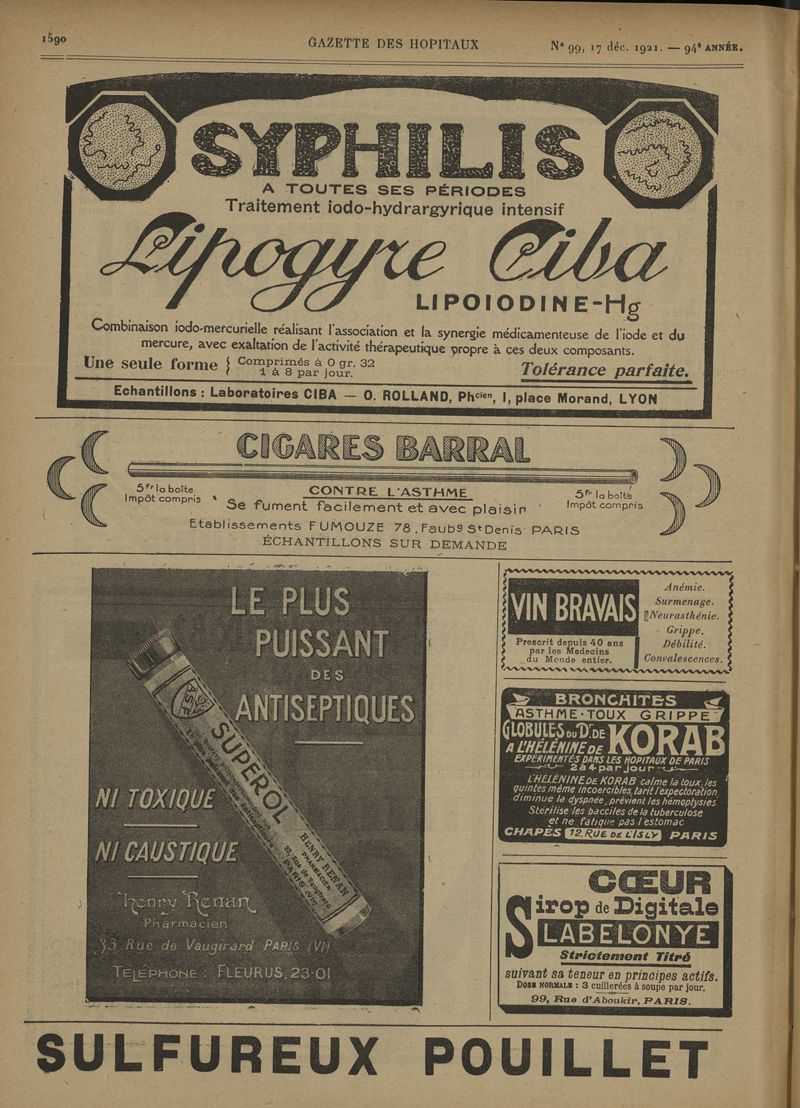 1590 GAZETTE DES HOPITAUX N° 99, 17 déc. 1921. — 94e ANNÉE.
SYPHILIS
A TOUTES SES PÉRIODES
Traitement iodo-hydrargyrique intensif
Lipogyre Ciba
LIPOIODINE-Hg
Combinaison iodo-mercurielle réalisant l'association et la synergie médicamenteuse de l'iode et du
mercure, avec exaltation de l'activité thérapeutique propre à ces deux composants.
Une seule forme { Comprimés à 0 gr. 32
1 à 8 par jour.
Tolérance parfaite.
Echantillons : Laboratoires CIBA — O. ROLLAND, Phcien, 1, place Morand, LYON
CIGARES BARRAL
5fr la boîte
Impôt compris
CONTRE L'ASTHME
Se fument facilement et avec plaisir
5fr la boîte
Impôt compris
Etablissements FUMOUZE 78, Faubg St Denis PARIS
ÉCHANTILLONS SUR DEMANDE
LE PLUS
PUISSANT
DES
ANTISEPTIQUES
SUPEROL
HENRY RENAN
PHARMACIEN
PARIS (VIe)
NI TOXIQUE
NI CAUSTIQUE
Henry Renan
Pharmacien
33 Rue de Vaugirard PARIS (VI)
TÉLÉPHONE : FLEURUS, 23-01
VIN BRAVAIS
Prescrit depuis 40 ans
par les Medecins
du Monde entier.
Anémie.
Surmenage.
Neurasthénie.
Grippe.
Débilité.
Convalescences.
BRONCHITES
ASTHME·TOUX GRIPPE
GLOBULES DU Dr DE
A L'HÉLÉNINE DE KORAB
EXPERIMENTÉS DANS LES HOPITAUX DE PARIS
2 à 4 par jour
L'HÉLÉNINE DE KORAB calme la toux, les
quintes même incoercibles, tarit l'expectoration
diminue la dyspnée, prévient les hemoptysies
Sterilise les bacciles de la tuberculose
et ne fatigue pas l'estomac
CHAPÈS 12, RUE DE L'ISLY PARIS
CŒUR
Sirop de Digitale
LABELONYE
Strictement Titré
suivant sa teneur en principes actifs.
DOSE NORMALE : 3 cuillerées à soupe par jour.
99, Rue d'Aboukir, PARIS.
SULFUREUX POUILLET